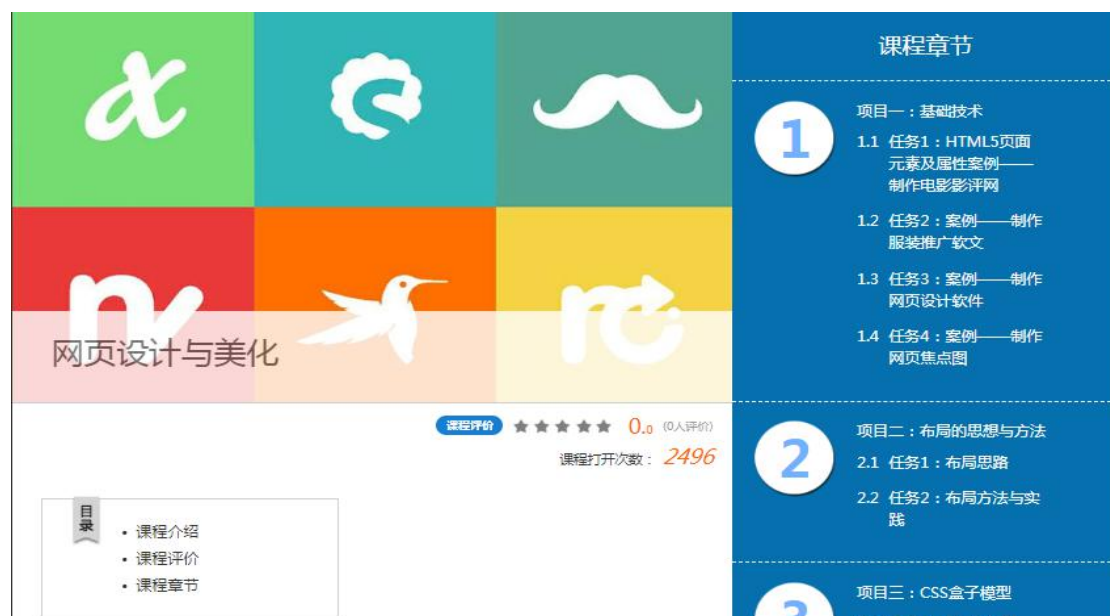 网页设计与美化
课程评价 0.0 (0人评价)
课程打开次数： 2496
目录
• 课程介绍
• 课程评价
• 课程章节
课程章节
1
项目一：基础技术
1.1 任务1：HTML5页面
元素及属性案例——
制作电影影评网
1.2 任务2：案例——制作
服装推广软文
1.3 任务3：案例——制作
网页设计软件
1.4 任务4：案例——制作
网页焦点图
2
项目二：布局的思想与方法
2.1 任务1：布局思路
2.2 任务2：布局方法与实
践
3
项目三：CSS盒子模型